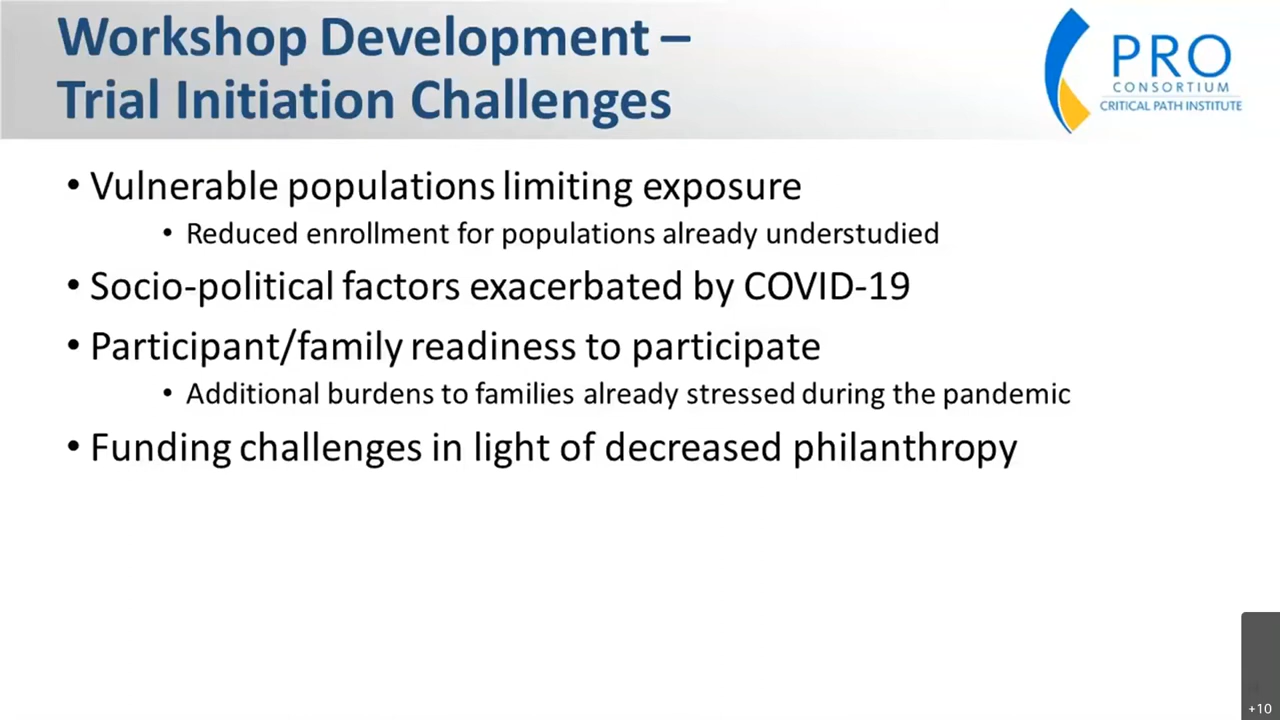 Workshop Development –
Trial Initiation Challenges
PRO
CONSORTIUM
CRITICAL PATH INSTITUTE
• Vulnerable populations limiting exposure
• Reduced enrollment for populations already understudied
• Socio-political factors exacerbated by COVID-19
• Participant/family readiness to participate
• Additional burdens to families already stressed during the pandemic
• Funding challenges in light of decreased philanthropy
+10